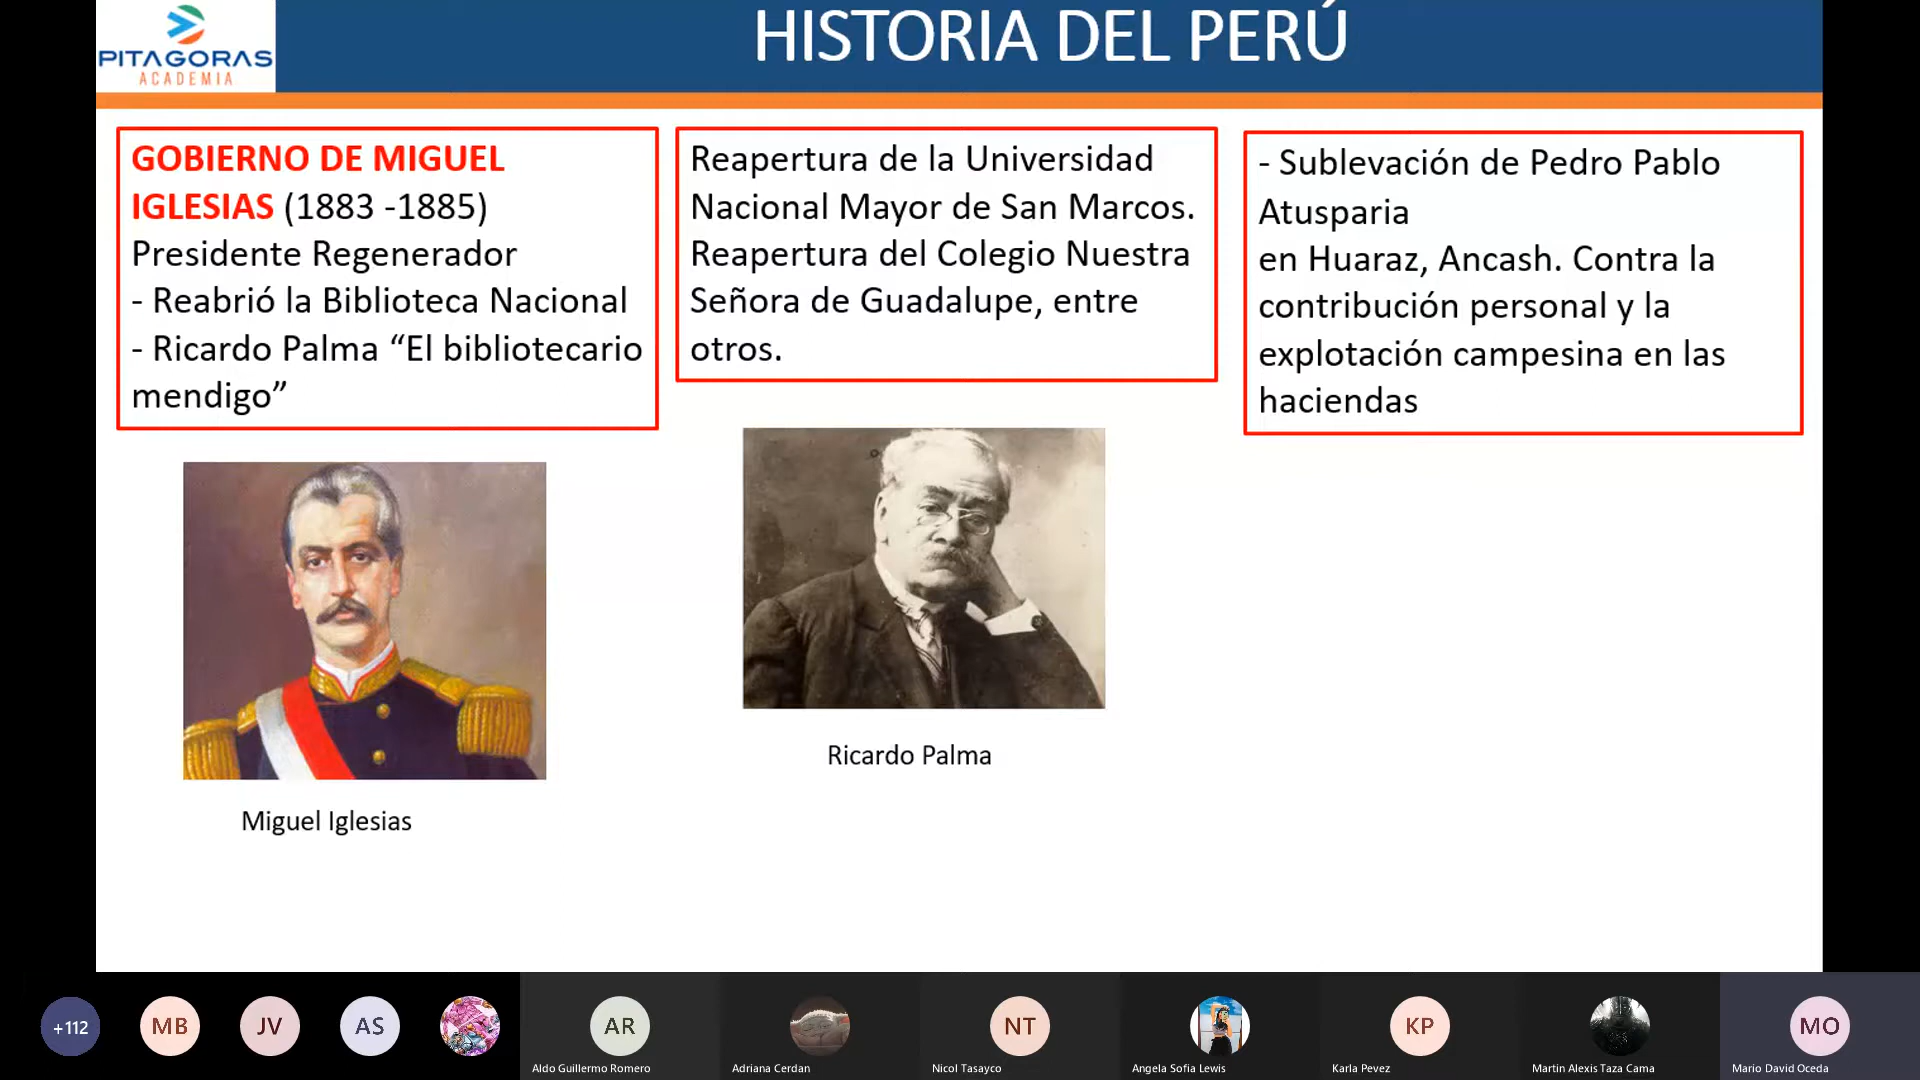 PITAGORAS
ACADEMIA
HISTORIA DEL PERÚ
GOBIERNO DE MIGUEL
IGLESIAS (1883 -1885)
Presidente Regenerador
- Reabrió la Biblioteca Nacional
- Ricardo Palma “El bibliotecario
mendigo”
Reapertura de la Universidad
Nacional Mayor de San Marcos.
Reapertura del Colegio Nuestra
Señora de Guadalupe, entre
otros.
- Sublevación de Pedro Pablo
Atusparia
en Huaraz, Ancash. Contra la
contribución personal y la
explotación campesina en las
haciendas
Miguel Iglesias
Ricardo Palma
+112
MB
JV
AS
AR
NT
KP
MO
Aldo Guillermo Romero
Adriana Cerdan
Nicol Tasayco
Angela Sofia Lewis
Karla Pevez
Martin Alexis Taza Cama
Mario David Oceda